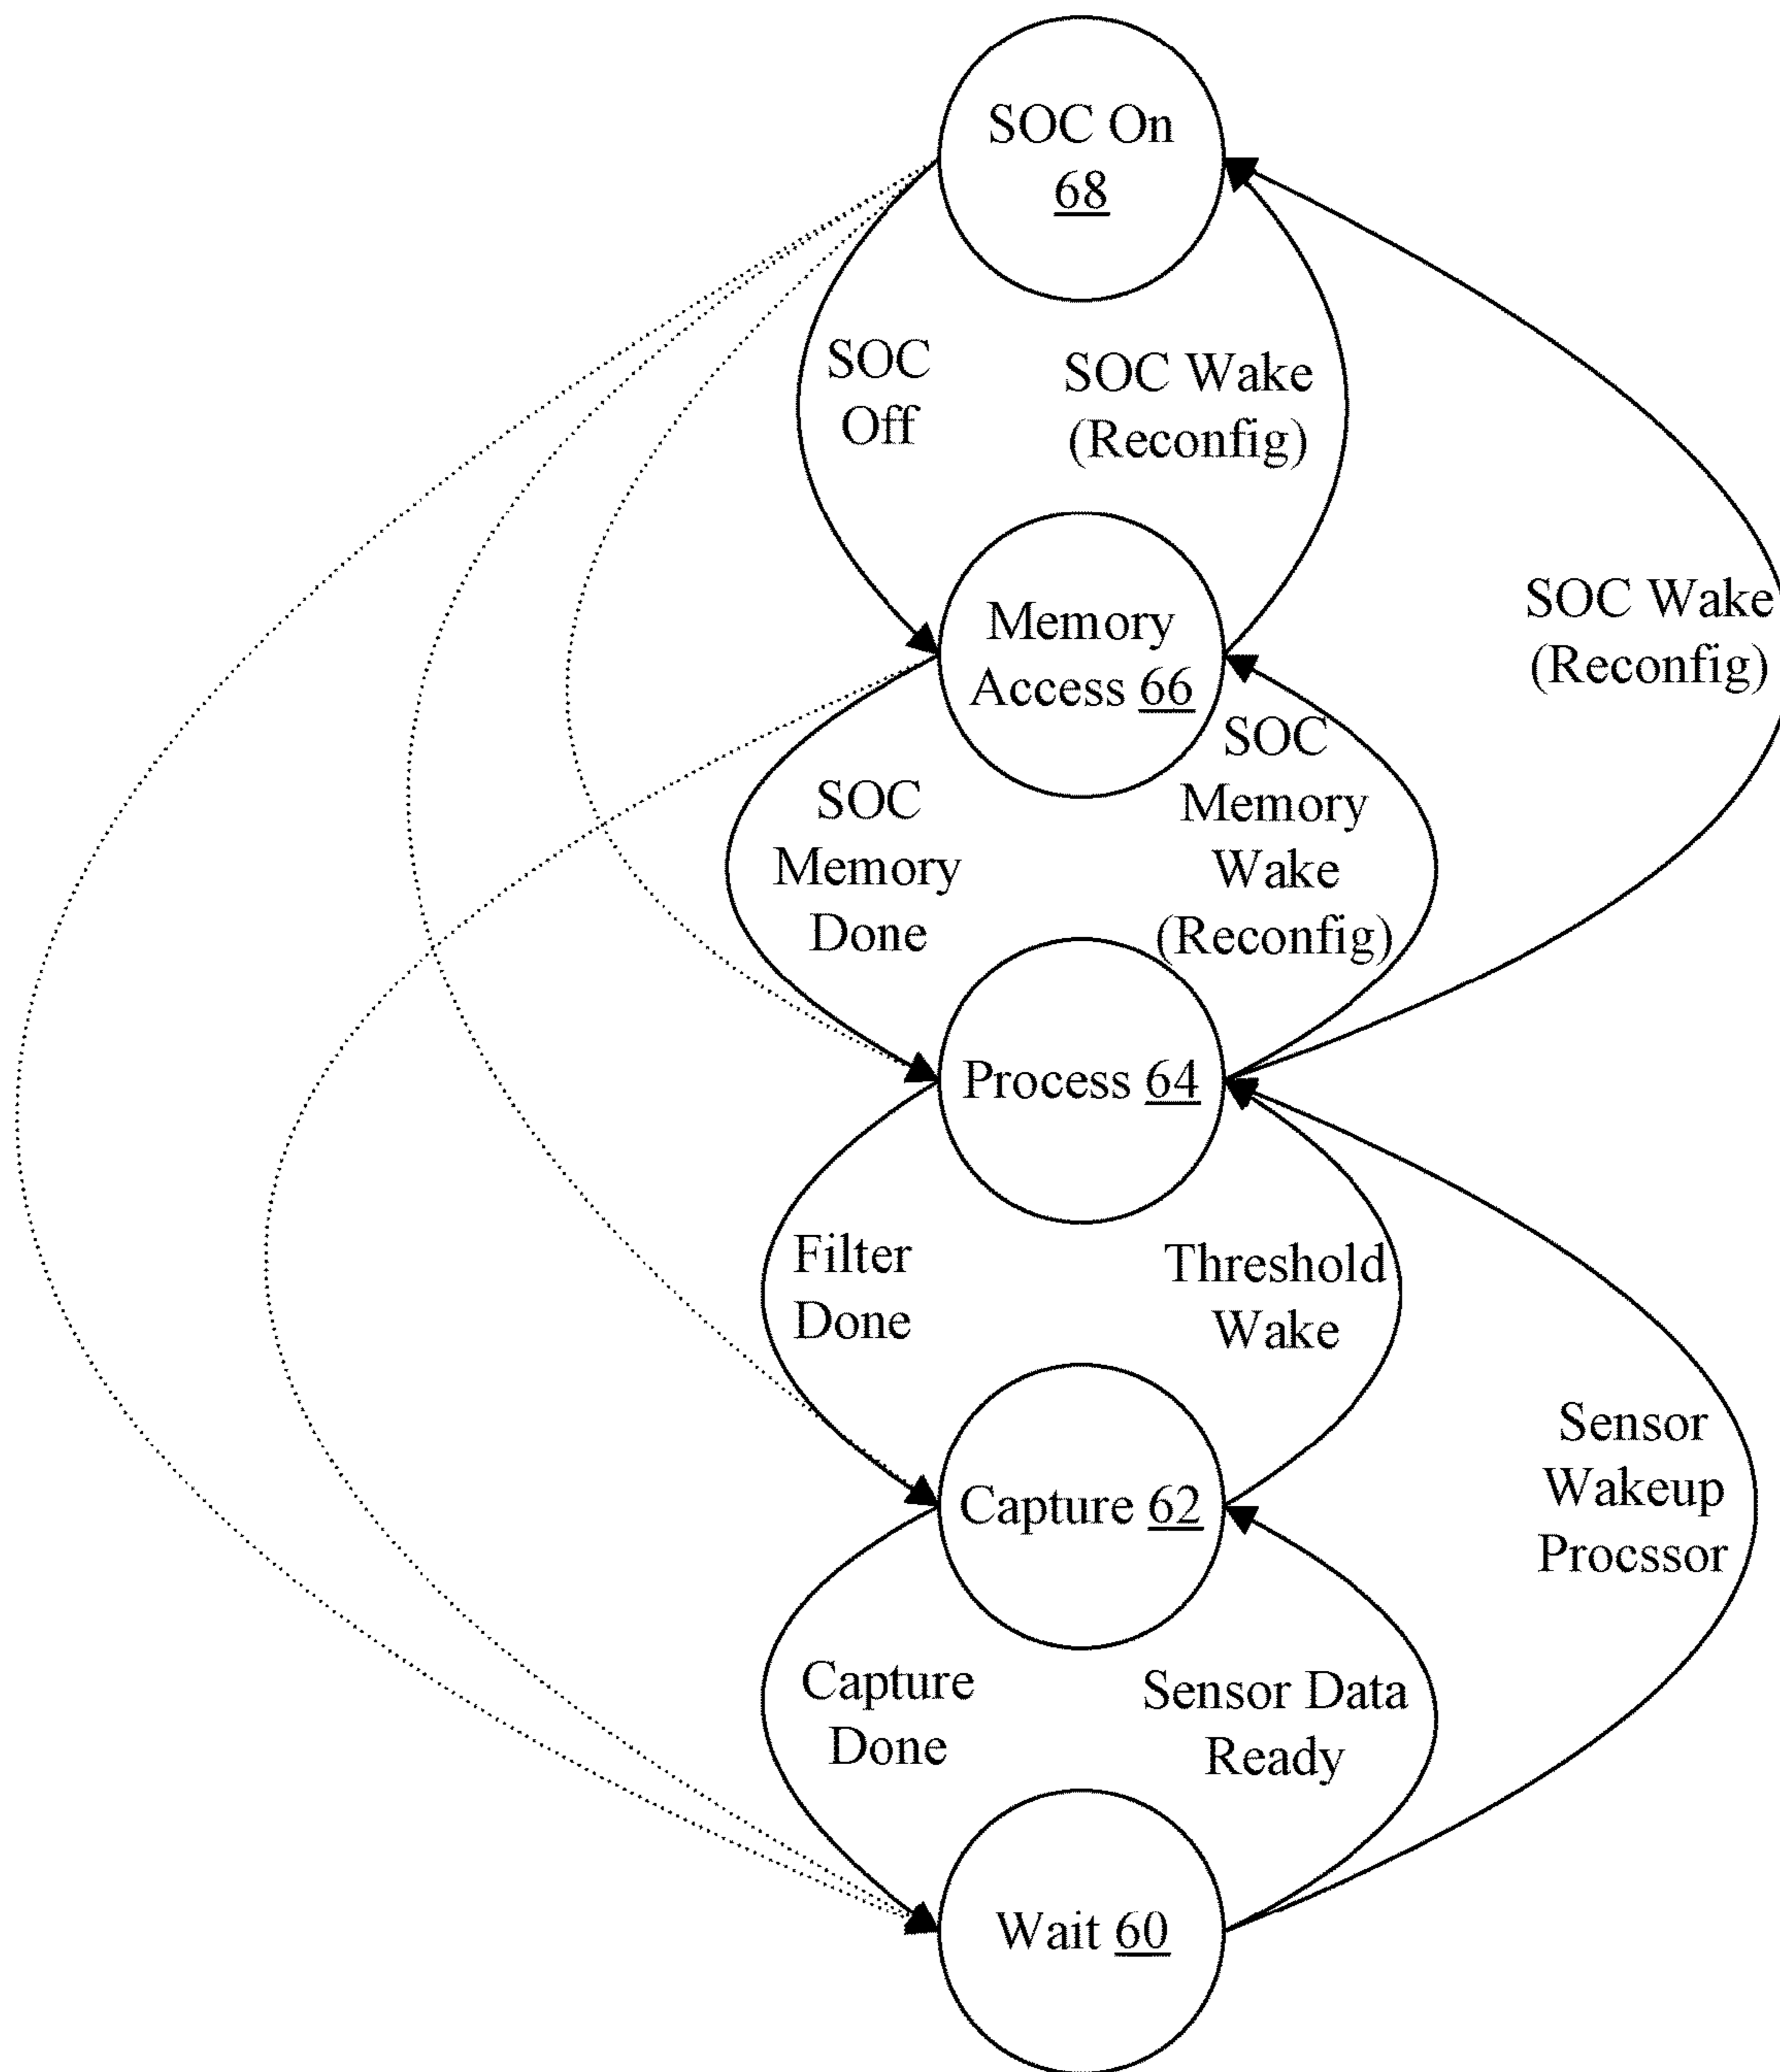 SOC On
68
SOC
Off
SOC Wake
(Reconfig)
SOC Wake
(Reconfig)
Memory
Access 66
SOC
Memory
Done
SOC
Memory
Wake
(Reconfig)
Process 64
Filter
Done
Threshold
Wake
Sensor
Wakeup
Procssor
Capture 62
Capture
Done
Sensor Data
Ready
Wait 60